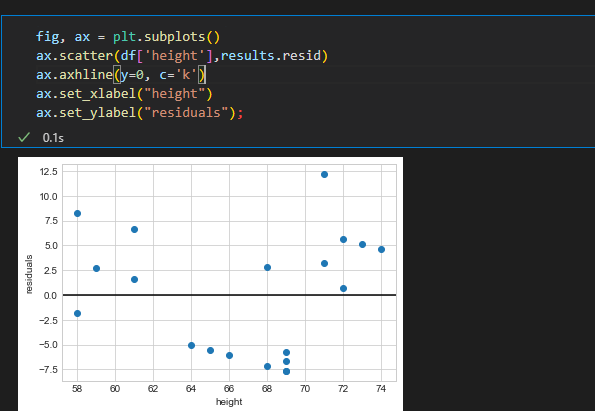 fig, ax = plt.subplots()
ax.scatter(df['height'],results.resid)
ax.axhline(y=0, c='k')
ax.set_xlabel("height")
ax.set_ylabel("residuals");
✓ 0.1s
12.5
10.0
7.5
5.0
2.5
0.0
−2.5
−5.0
−7.5
residuals
58 60 62 64 66 68 70 72 74
height